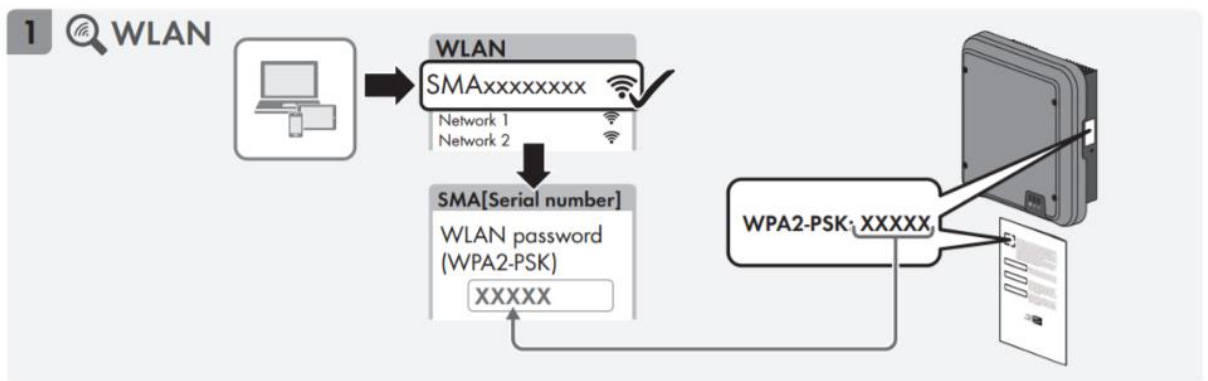 1 WLAN
WLAN
SMAxxxxxxxx
Network 1
Network 2
SMA[Serial number]
WLAN password
(WPA2-PSK)
XXXXX
WPA2-PSK: XXXXX